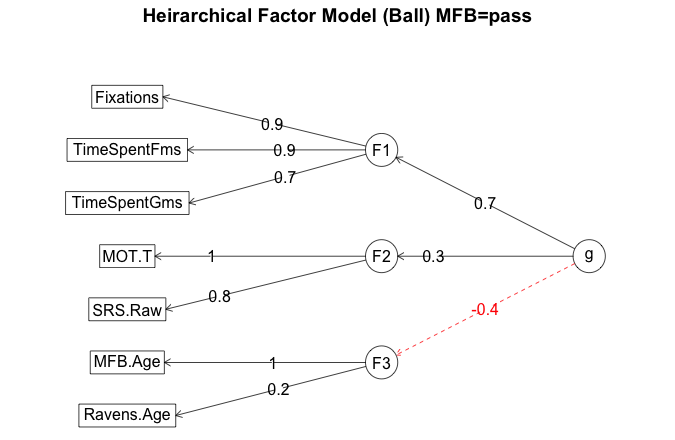 Heirarchical Factor Model (Ball) MFB=pass
Fixations
0.9
TimeSpentFms
0.9
F1
0.7
TimeSpentGms
0.7
MOT.T
1
F2
0.3
g
0.8
SRS.Raw
-0.4
MFB.Age
1
F3
0.2
Ravens.Age